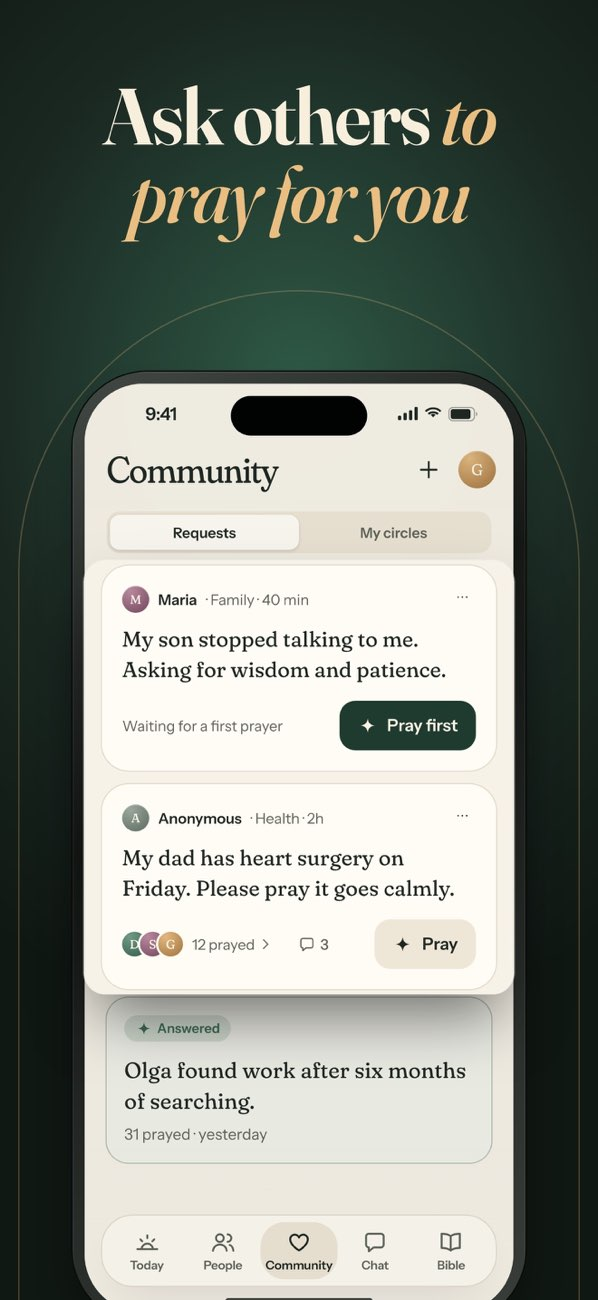 Ask others to
pray for you
9:41
Community
G
Requests
My circles
M Maria · Family · 40 min ...
My son stopped talking to me.
Asking for wisdom and patience.
Waiting for a first prayer
Pray first
A Anonymous · Health · 2h ...
My dad has heart surgery on
Friday. Please pray it goes calmly.
D S G 12 prayed > 3
Pray
Answered
Olga found work after six months
of searching.
31 prayed · yesterday
Today People Community Chat Bible